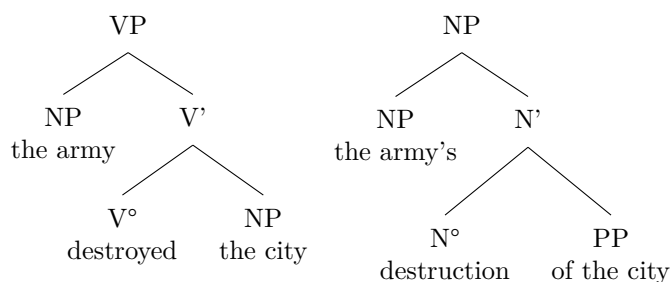 VP
NP
NP
the army
V’
NP
the army’s
N’
V°
destroyed
NP
the city
N°
destruction
PP
of the city